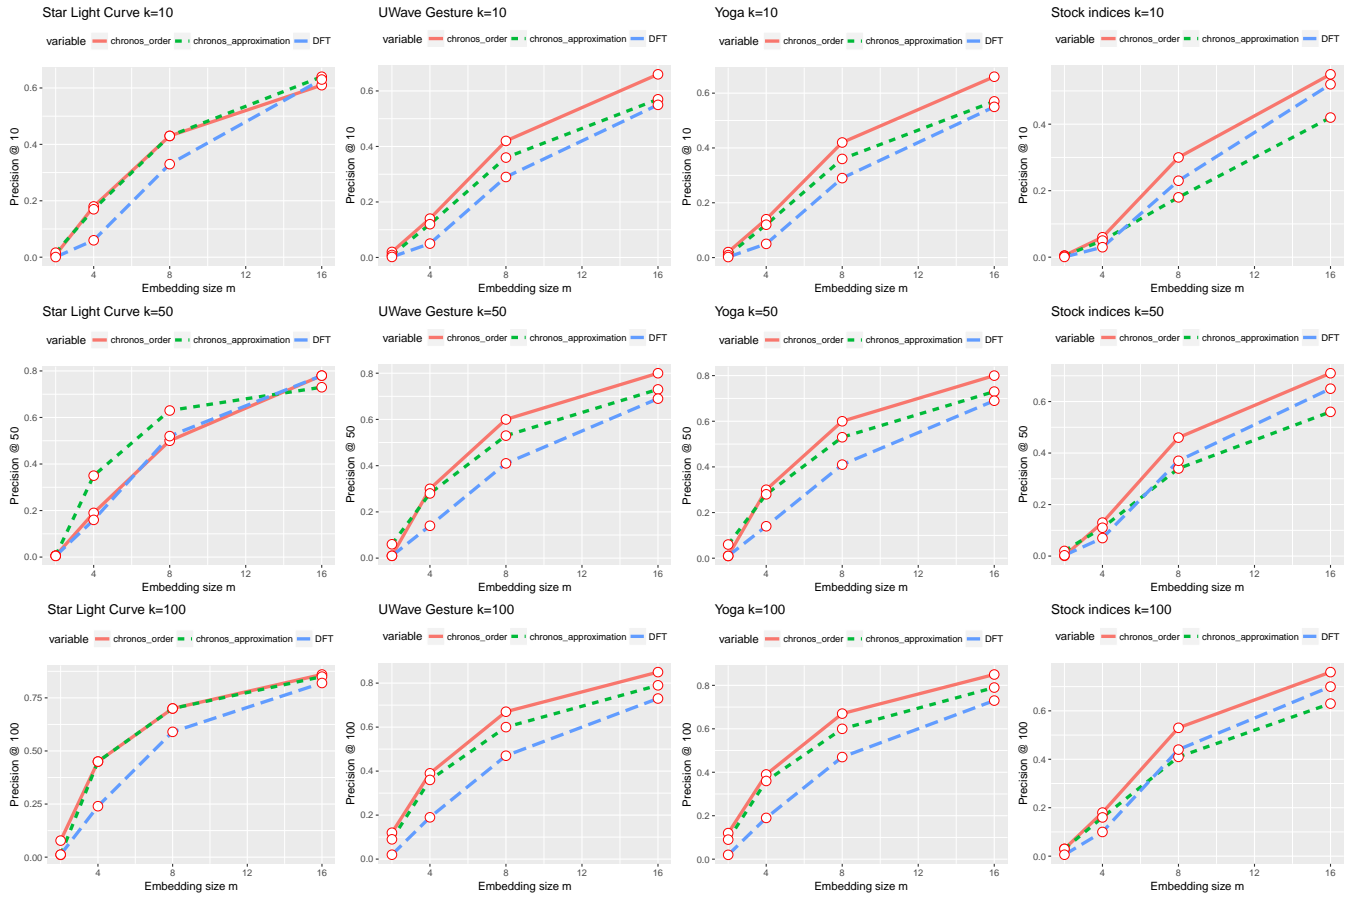 Star Light Curve k=10
variable chronos_order chronos_approximation DFT
Precision @ 10
0.6
0.4
0.2
0.0
4 8 12 16
Embedding size m
UWave Gesture k=10
variable chronos_order chronos_approximation DFT
Precision @ 10
0.6
0.4
0.2
0.0
4 8 12 16
Embedding size m
Yoga k=10
variable chronos_order chronos_approximation DFT
Precision @ 10
0.6
0.4
0.2
0.0
4 8 12 16
Embedding size m
Stock indices k=10
variable chronos_order chronos_approximation DFT
Precision @ 10
0.4
0.2
0.0
4 8 12 16
Embedding size m
Star Light Curve k=50
variable chronos_order chronos_approximation DFT
Precision @ 50
0.8
0.6
0.4
0.2
0.0
4 8 12 16
Embedding size m
UWave Gesture k=50
variable chronos_order chronos_approximation DFT
Precision @ 50
0.8
0.6
0.4
0.2
0.0
4 8 12 16
Embedding size m
Yoga k=50
variable chronos_order chronos_approximation DFT
Precision @ 50
0.8
0.6
0.4
0.2
0.0
4 8 12 16
Embedding size m
Stock indices k=50
variable chronos_order chronos_approximation DFT
Precision @ 50
0.6
0.4
0.2
0.0
4 8 12 16
Embedding size m
Star Light Curve k=100
variable chronos_order chronos_approximation DFT
Precision @ 100
0.75
0.50
0.25
0.00
4 8 12 16
Embedding size m
UWave Gesture k=100
variable chronos_order chronos_approximation DFT
Precision @ 100
0.8
0.6
0.4
0.2
0.0
4 8 12 16
Embedding size m
Yoga k=100
variable chronos_order chronos_approximation DFT
Precision @ 100
0.8
0.6
0.4
0.2
0.0
4 8 12 16
Embedding size m
Stock indices k=100
variable chronos_order chronos_approximation DFT
Precision @ 100
0.6
0.4
0.2
0.0
4 8 12 16
Embedding size m